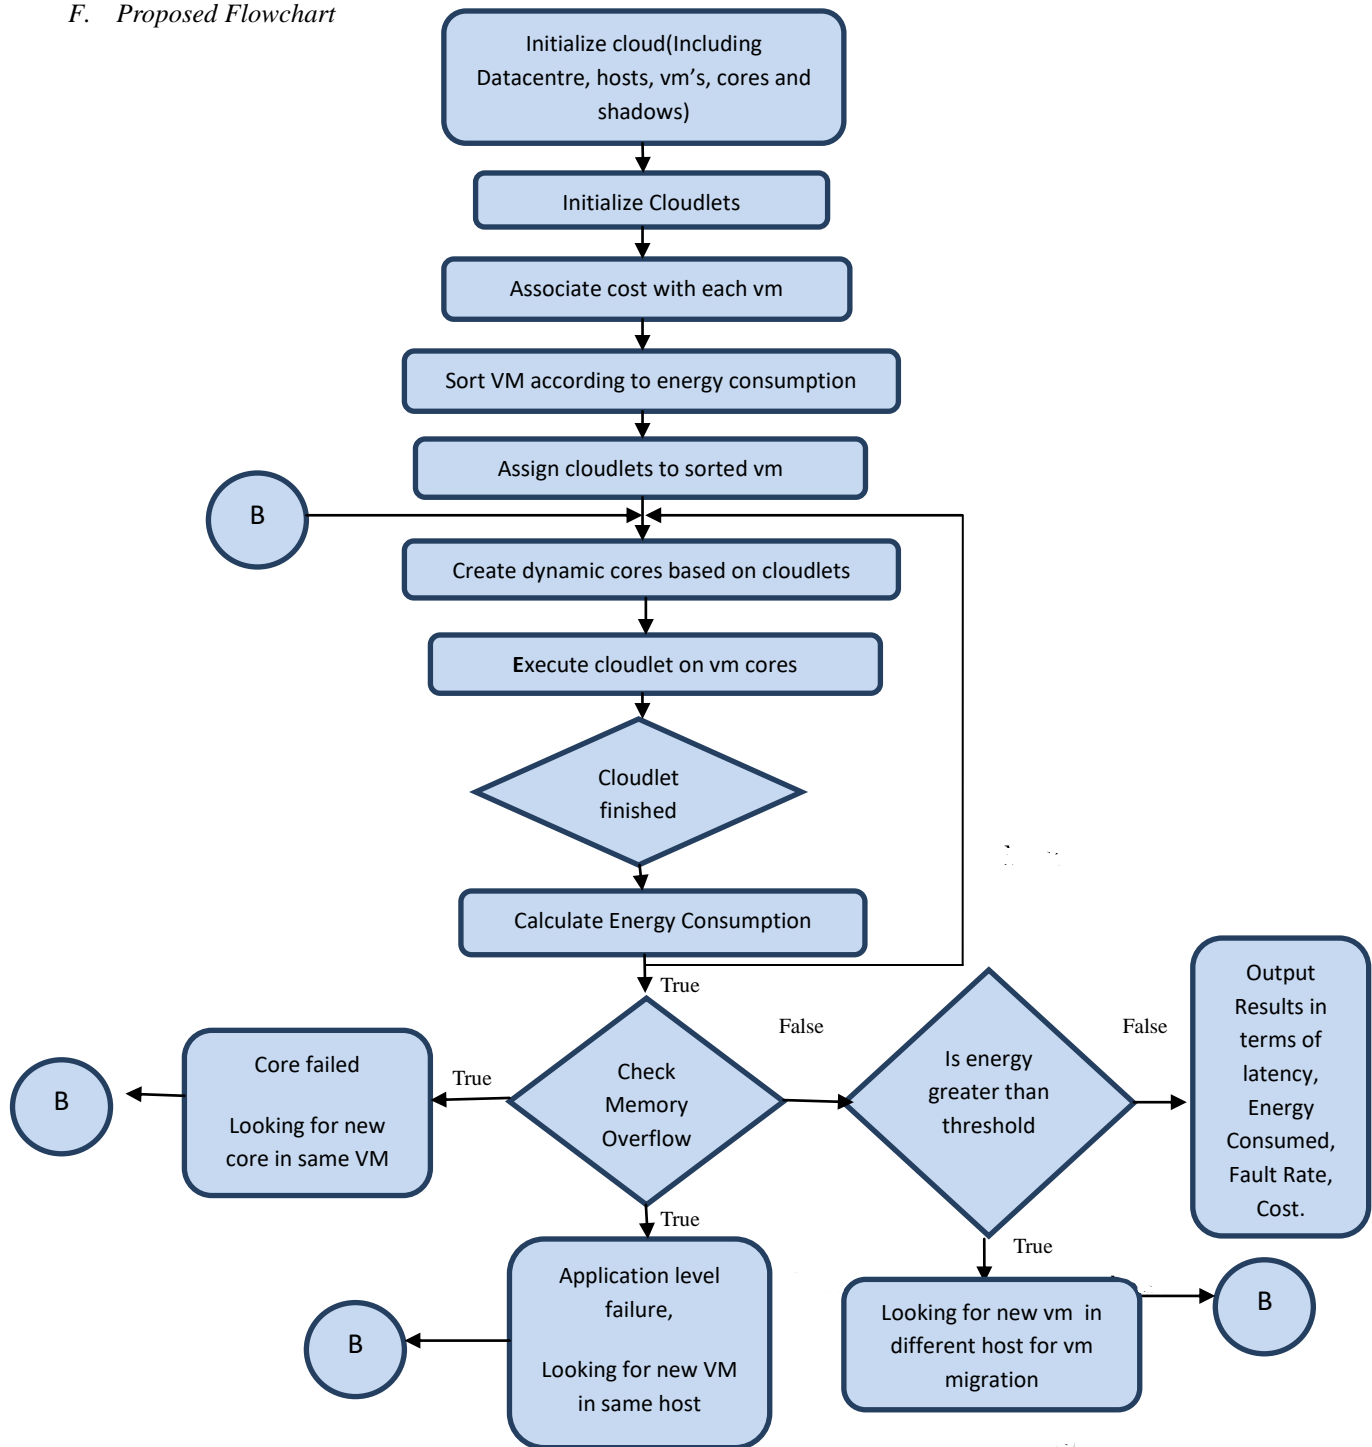 F. Proposed Flowchart
Initialize cloud(Including
Datacentre, hosts, vm's, cores and
shadows)
Initialize Cloudlets
Associate cost with each vm
Sort VM according to energy consumption
Assign cloudlets to sorted vm
B
Create dynamic cores based on cloudlets
Execute cloudlet on vm cores
Cloudlet
finished
Calculate Energy Consumption
True
Check
Memory
Overflow
True
Core failed
Looking for new
core in same VM
B
False
Is energy
greater than
threshold
False
Output
Results in
terms of
latency,
Energy
Consumed,
Fault Rate,
Cost.
True
Application level
failure,
Looking for new VM
in same host
B
True
Looking for new vm in
different host for vm
migration
B